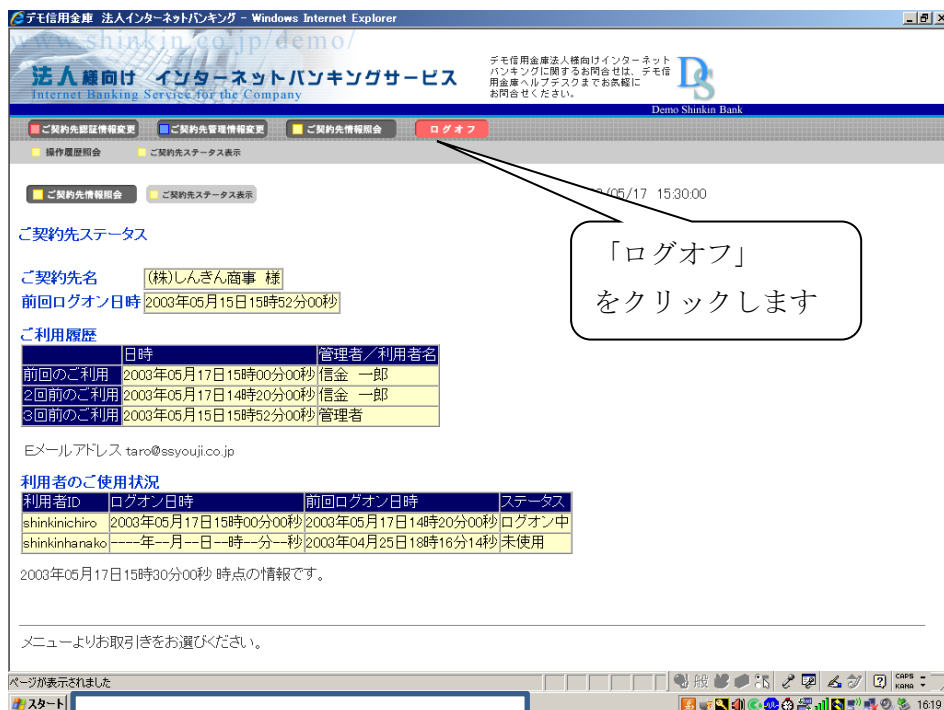 デモ信用金庫 法人インターネットバンキング - Windows Internet Explorer
www.shinkin.co.jp/demo/
法人様向け インターネットバンキングサービス
Internet Banking Service for the Company
デモ信用金庫法人様向けインターネット
バンキングに関するお問合せは、デモ信
用金庫ヘルプデスクまでお気軽に
お問合せください。
DS
Demo Shinkin Bank
ご契約先認証情報変更 ご契約先管理情報変更 ご契約先情報照会 ログオフ
操作履歴照会 ご契約先ステータス表示
ご契約先情報照会 ご契約先ステータス表示
/05/17 15:30:00
「ログオフ」
をクリックします
ご契約先ステータス
ご契約先名 (株)しんきん商事 様
前回ログオン日時 2003年05月15日15時52分00秒
ご利用履歴
日時 管理者/利用者名
前回のご利用 2003年05月17日15時00分00秒 信金 一郎
2回前のご利用 2003年05月17日14時20分00秒 信金 一郎
3回前のご利用 2003年05月15日15時52分00秒 管理者
Eメールアドレス taro@ssyouji.co.jp
利用者のご使用状況
利用者ID ログオン日時 前回ログオン日時 ステータス
shinkinichiro 2003年05月17日15時00分00秒 2003年05月17日14時20分00秒 ログオン中
shinkinhanako ----年--月--日--時--分--秒 2003年04月25日18時16分14秒 未使用
2003年05月17日15時30分00秒 時点の情報です。
メニューよりお取引きをお選びください。
ページが表示されました
般 CAPS KANA
スタート 16:19